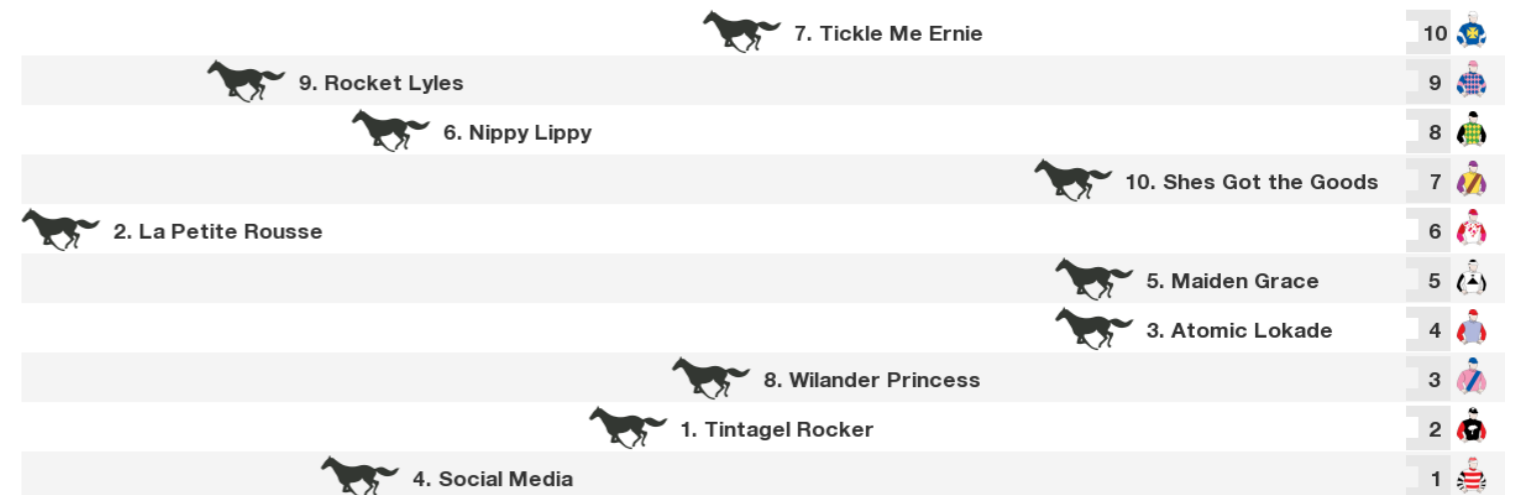 7. Tickle Me Ernie 10
9. Rocket Lyles 9
6. Nippy Lippy 8
10. Shes Got the Goods 7
2. La Petite Rousse 6
5. Maiden Grace 5
3. Atomic Lokade 4
8. Wilander Princess 3
1. Tintagel Rocker 2
4. Social Media 1